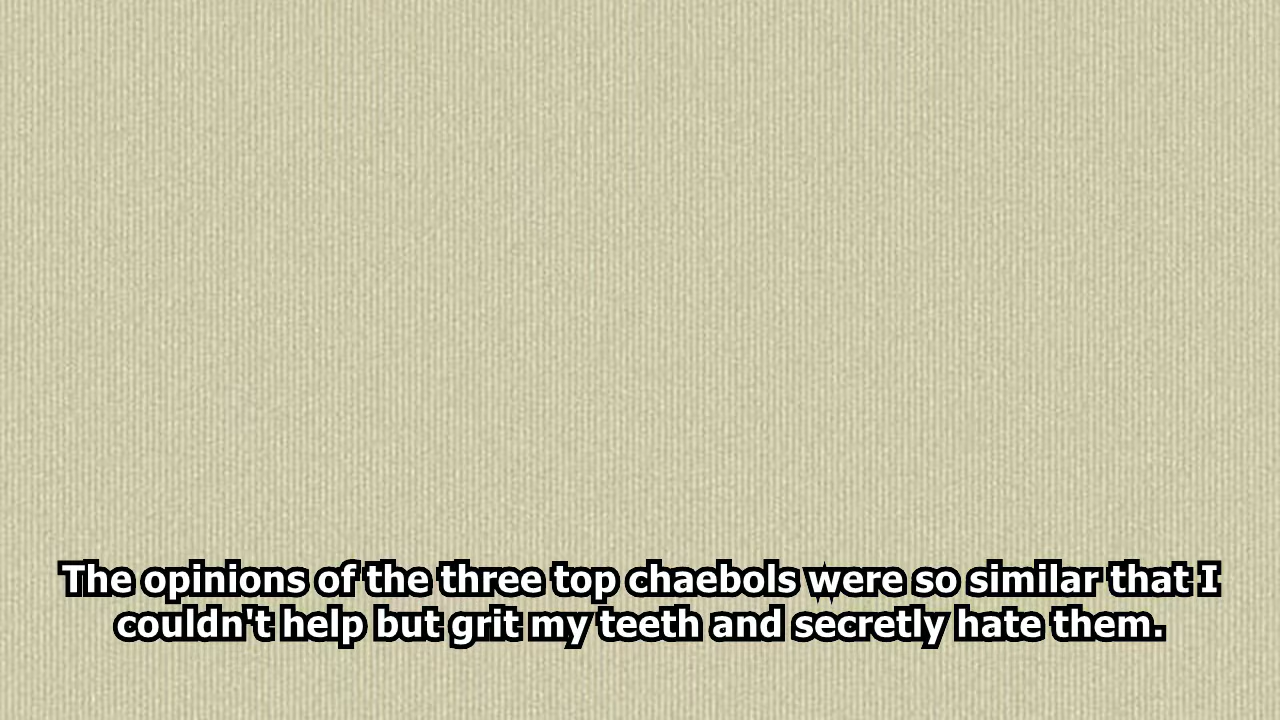 The opinions of the three top chaebols were so similar that I
couldn't help but grit my teeth and secretly hate them.